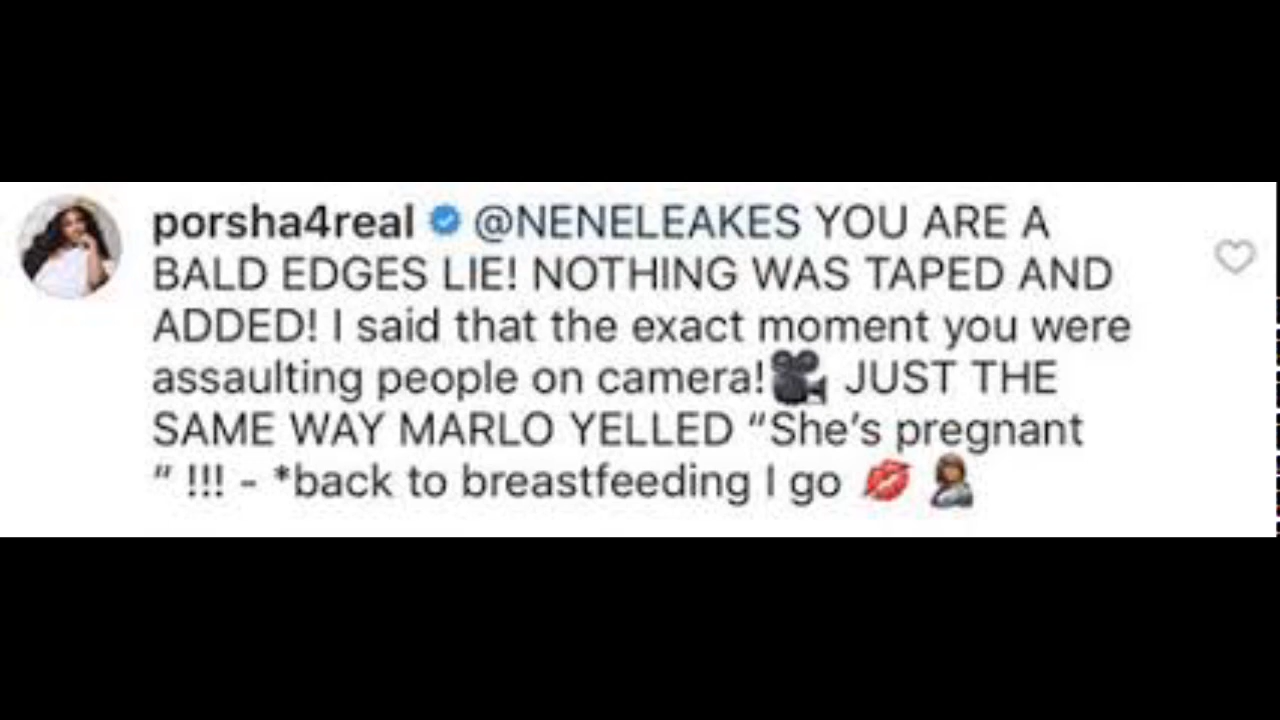 porsha4real @NENELEAKES YOU ARE A
BALD EDGES LIE! NOTHING WAS TAPED AND
ADDED! I said that the exact moment you were
assaulting people on camera!🎥 JUST THE
SAME WAY MARLO YELLED “She’s pregnant
“ !!! - *back to breastfeeding I go 💋 🤱🏾